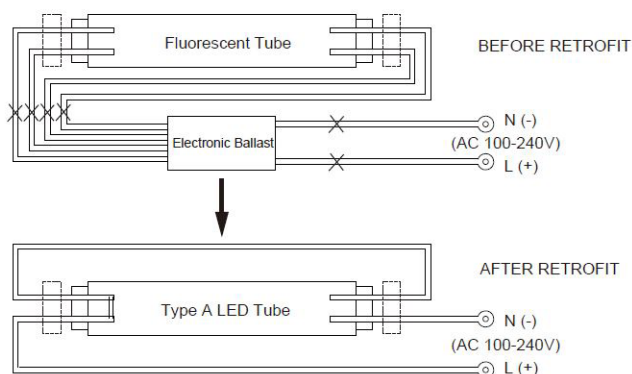 Fluorescent Tube
BEFORE RETROFIT
Electronic Ballast
N (-)
(AC 100-240V)
L (+)
AFTER RETROFIT
Type A LED Tube
N (-)
(AC 100-240V)
L (+)